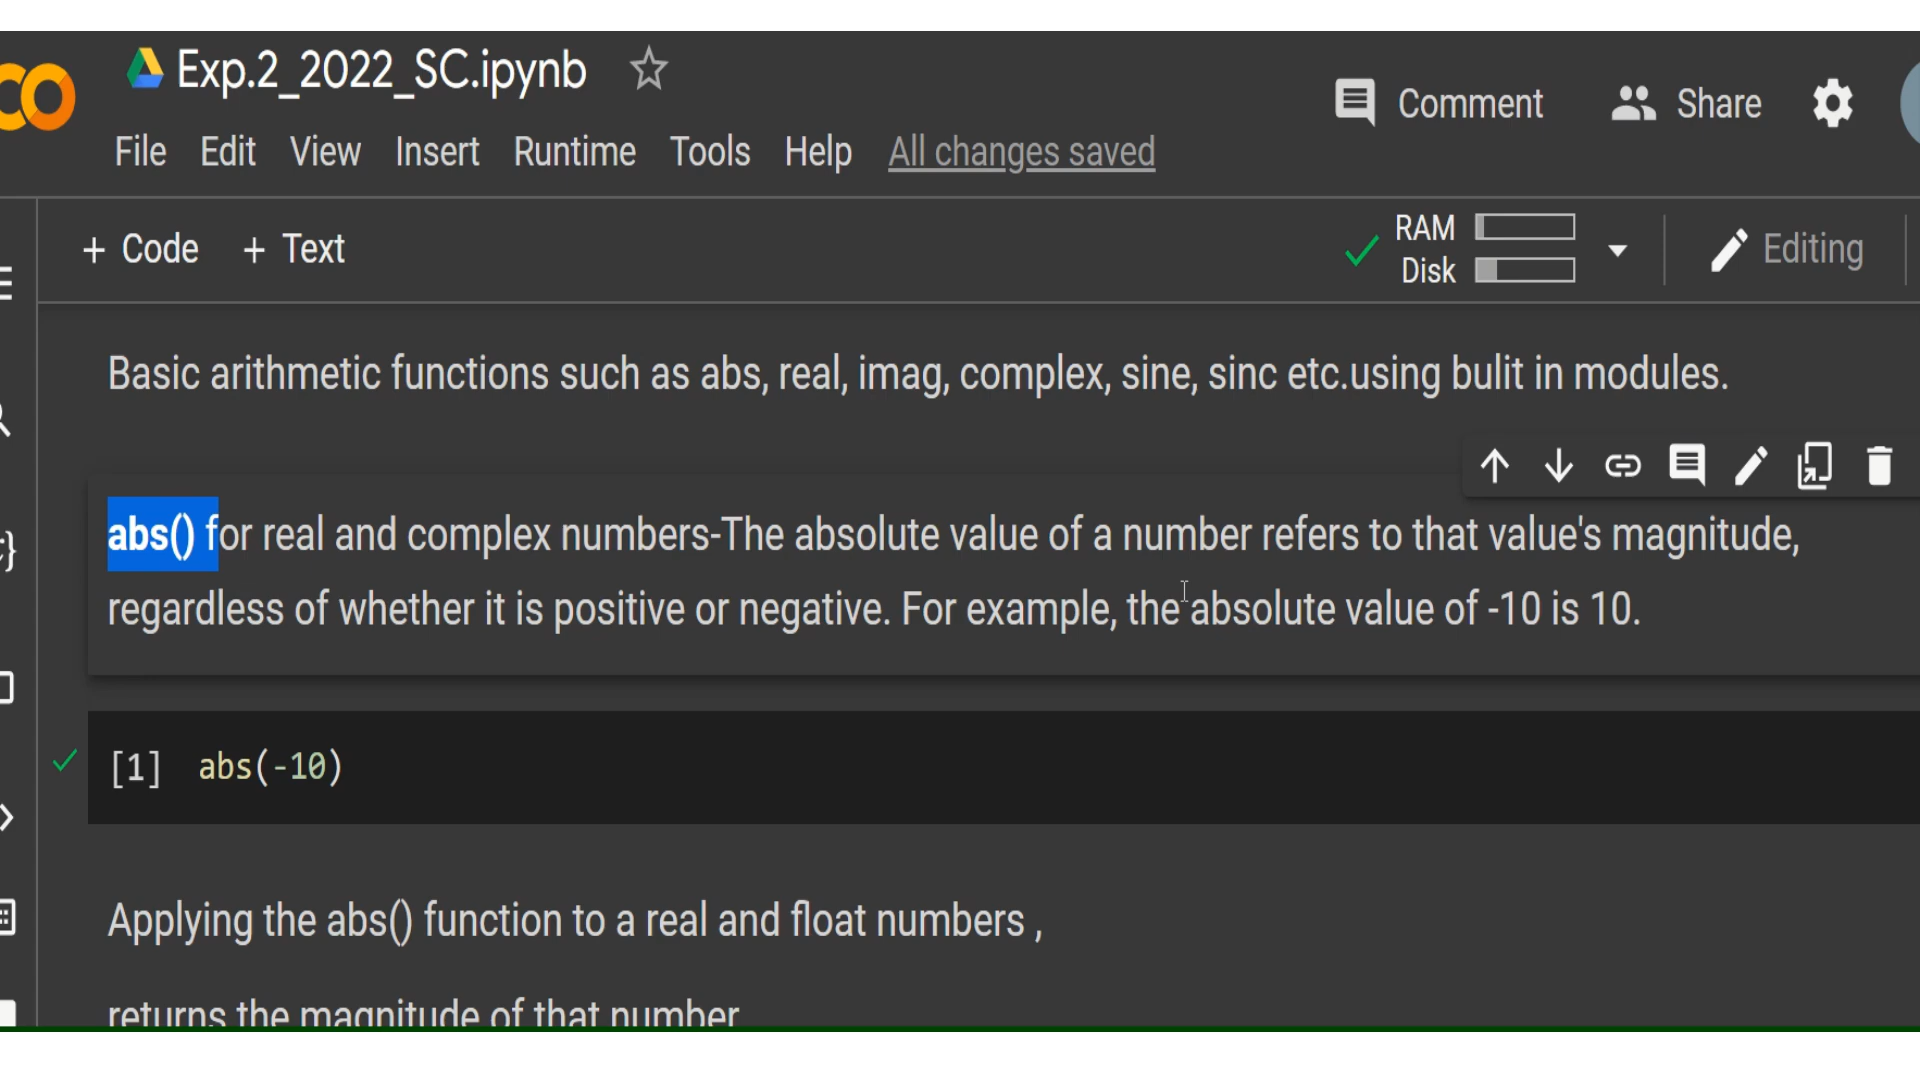 Exp.2_2022_SC.ipynb
Comment Share
File Edit View Insert Runtime Tools Help All changes saved
+ Code + Text
RAM
Disk
Editing
Basic arithmetic functions such as abs, real, imag, complex, sine, sinc etc.using bulit in modules.
abs() for real and complex numbers-The absolute value of a number refers to that value's magnitude,
regardless of whether it is positive or negative. For example, the absolute value of -10 is 10.
[1] abs(-10)
Applying the abs() function to a real and float numbers ,
returns the magnitude of that number